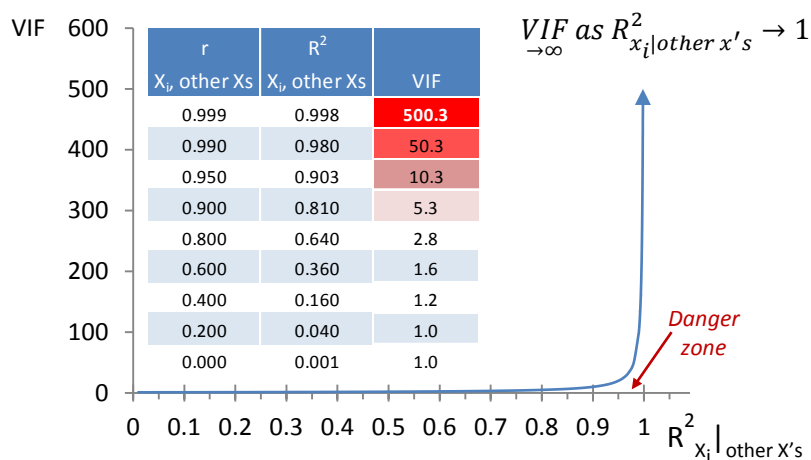 VIF
600
500
400
300
200
100
0
r R²
Xᵢ, other Xs Xᵢ, other Xs VIF
0.999 0.998 500.3
0.990 0.980 50.3
0.950 0.903 10.3
0.900 0.810 5.3
0.800 0.640 2.8
0.600 0.360 1.6
0.400 0.160 1.2
0.200 0.040 1.0
0.000 0.001 1.0
VIF as R²ₓᵢ|other x's → 1
→∞
Danger
zone
0 0.1 0.2 0.3 0.4 0.5 0.6 0.7 0.8 0.9 1
R² Xᵢ|other X's